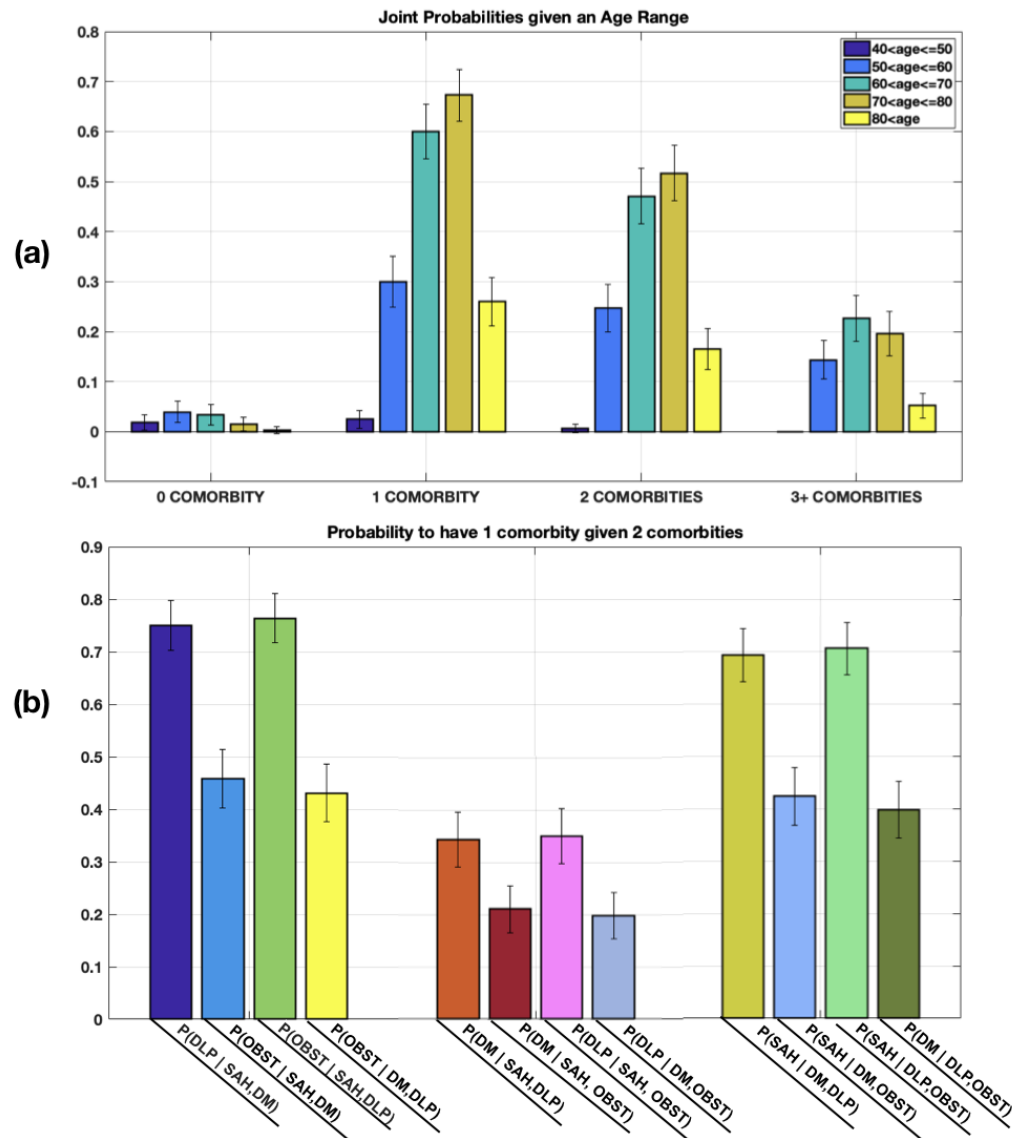 Joint Probabilities given an Age Range
0.8
0.7
0.6
0.5
0.4
0.3
0.2
0.1
0
-0.1
40<age<=50
50<age<=60
60<age<=70
70<age<=80
80<age
(a)
0 COMORBITY
1 COMORBITY
2 COMORBITIES
3+ COMORBITIES
Probability to have 1 comorbity given 2 comorbities
0.9
0.8
0.7
0.6
0.5
0.4
0.3
0.2
0.1
0
(b)
P(DLP | SAH,DM)
P(OBST | SAH,DM)
P(OBST | SAH,DLP)
P(OBST | DM,DLP)
P(DM | SAH,DLP)
P(DM | SAH, OBST)
P(DLP | SAH, OBST)
P(DLP | DM,OBST)
P(SAH | DM,DLP)
P(SAH | DM,OBST)
P(SAH | DLP,OBST)
P(DM | DLP,OBST)